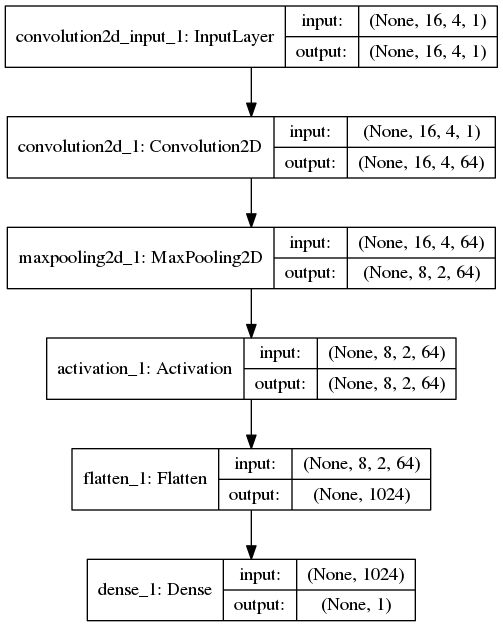 convolution2d_input_1: InputLayer
input: (None, 16, 4, 1)
output: (None, 16, 4, 1)
convolution2d_1: Convolution2D
input: (None, 16, 4, 1)
output: (None, 16, 4, 64)
maxpooling2d_1: MaxPooling2D
input: (None, 16, 4, 64)
output: (None, 8, 2, 64)
activation_1: Activation
input: (None, 8, 2, 64)
output: (None, 8, 2, 64)
flatten_1: Flatten
input: (None, 8, 2, 64)
output: (None, 1024)
dense_1: Dense
input: (None, 1024)
output: (None, 1)